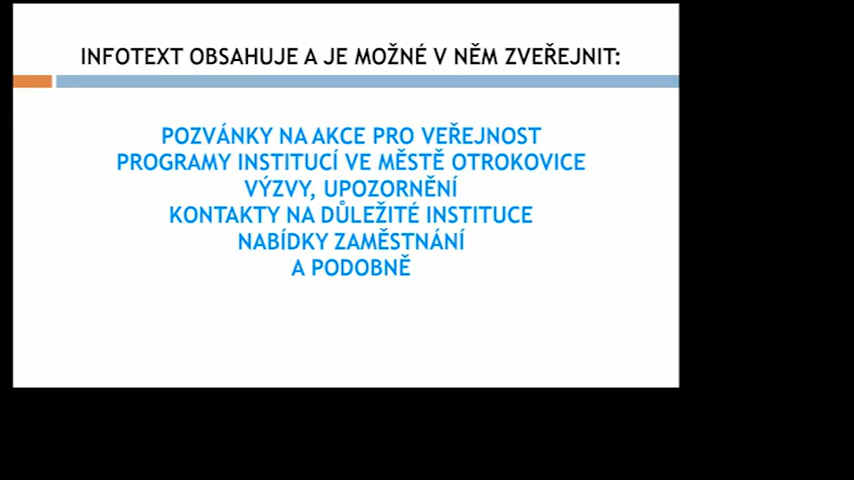 INFOTEXT OBSAHUJE A JE MOŽNÉ V NĚM ZVEŘEJNIT:
POZVÁNKY NA AKCE PRO VEŘEJNOST
PROGRAMY INSTITUCÍ VE MĚSTĚ OTROKOVICE
VÝZVY, UPOZORNĚNÍ
KONTAKTY NA DŮLEŽITÉ INSTITUCE
NABÍDKY ZAMĚSTNÁNÍ
A PODOBNĚ